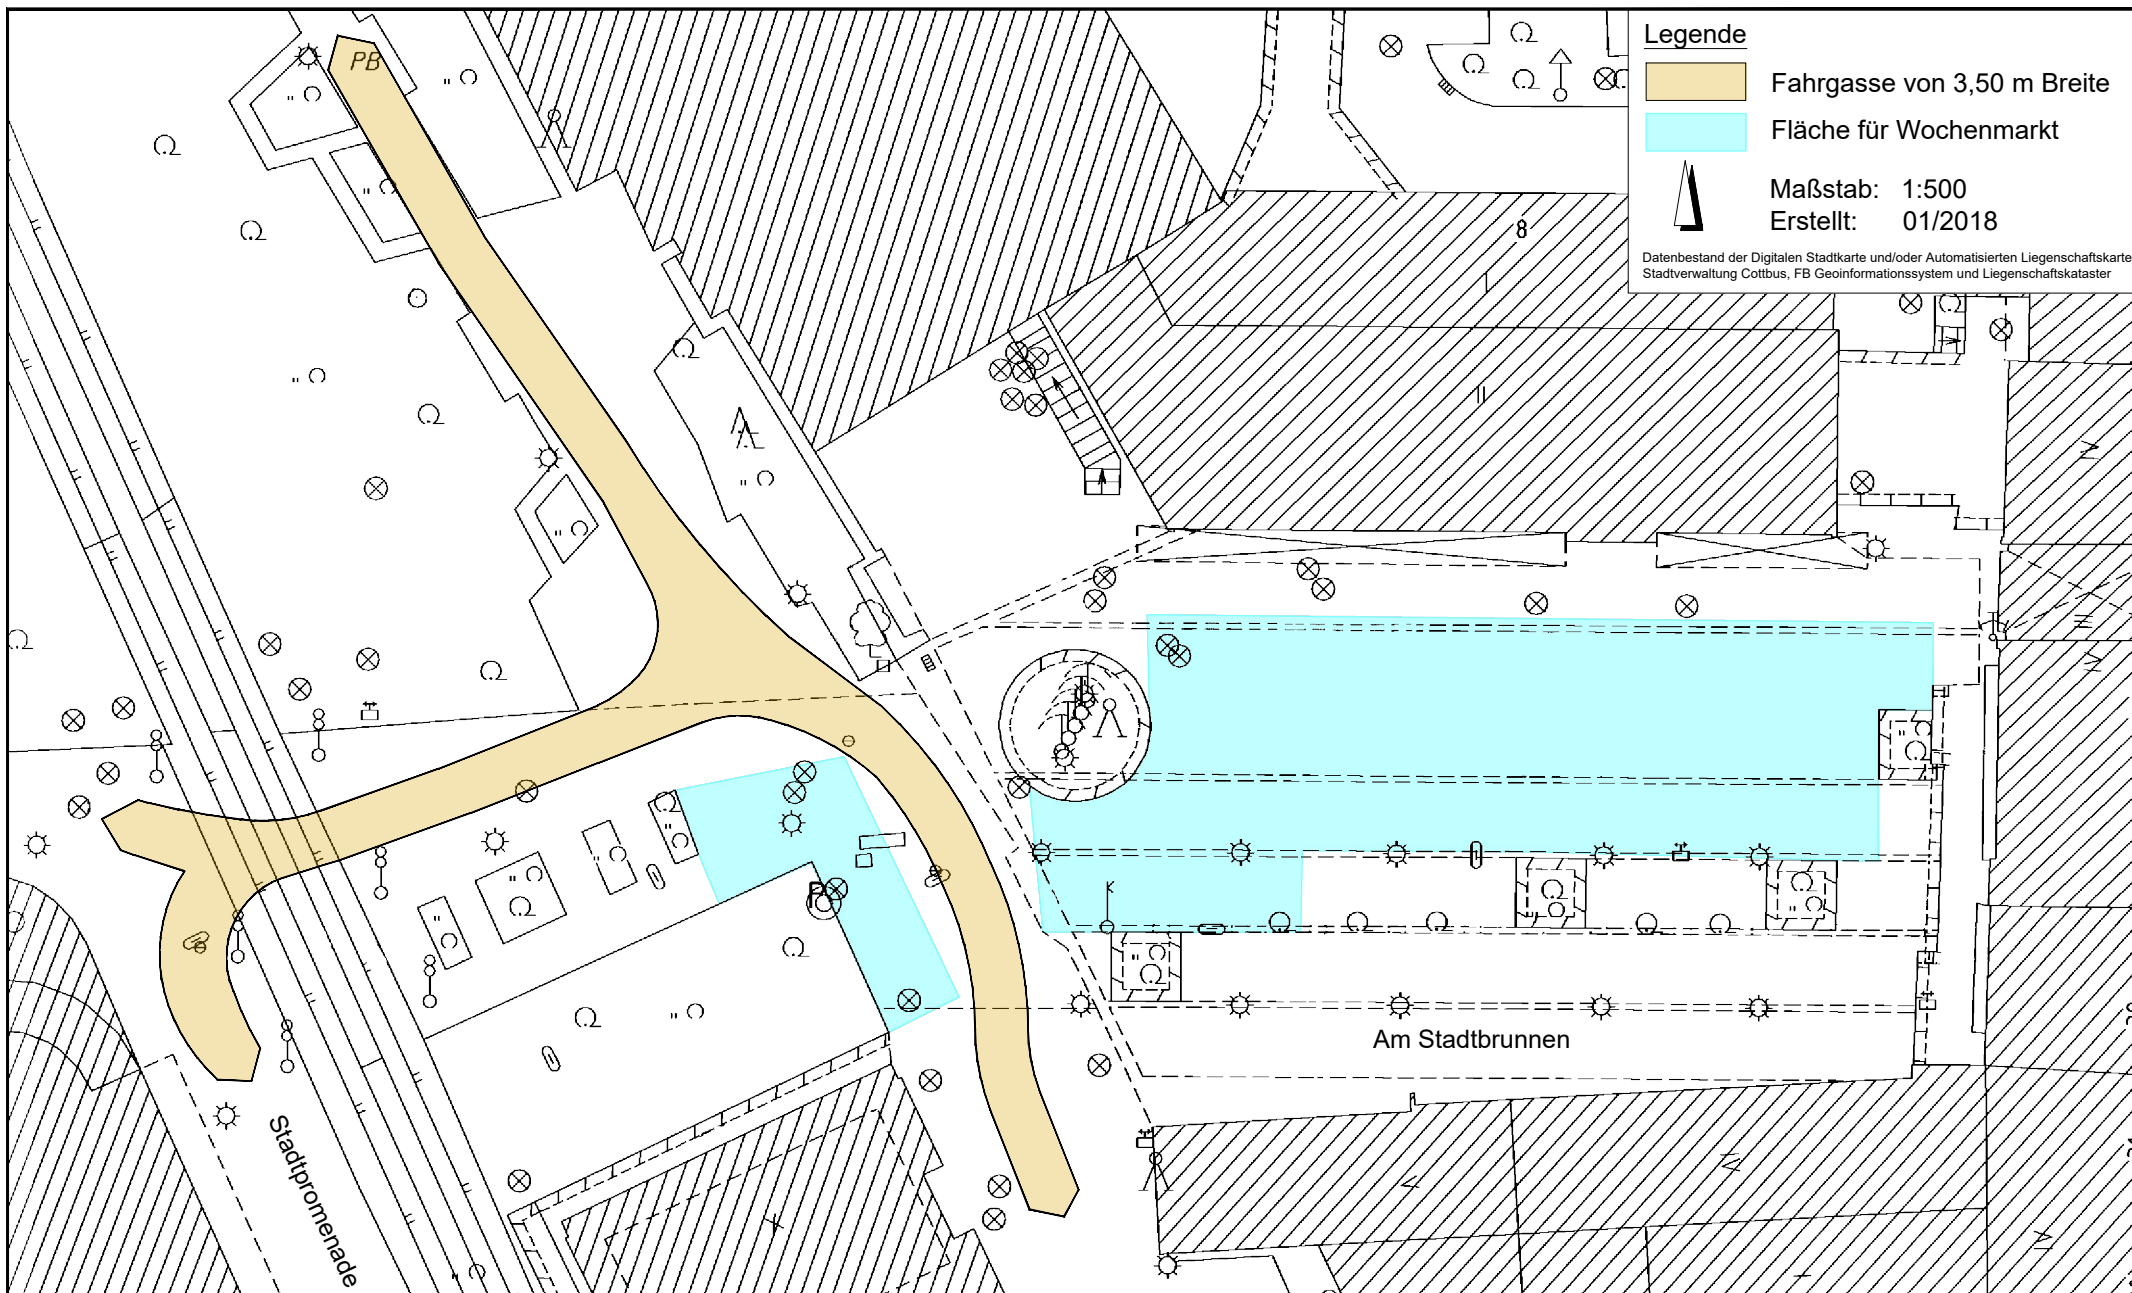 Legende
Fahrgasse von 3,50 m Breite
Fläche für Wochenmarkt
Maßstab: 1:500
Erstellt: 01/2018
Datenbestand der Digitalen Stadtkarte und/oder Automatisierten Liegenschaftskarte
Stadtverwaltung Cottbus, FB Geoinformationssystem und Liegenschaftskataster
PB
8
I
II
K
Am Stadtbrunnen
Stadtpromenade